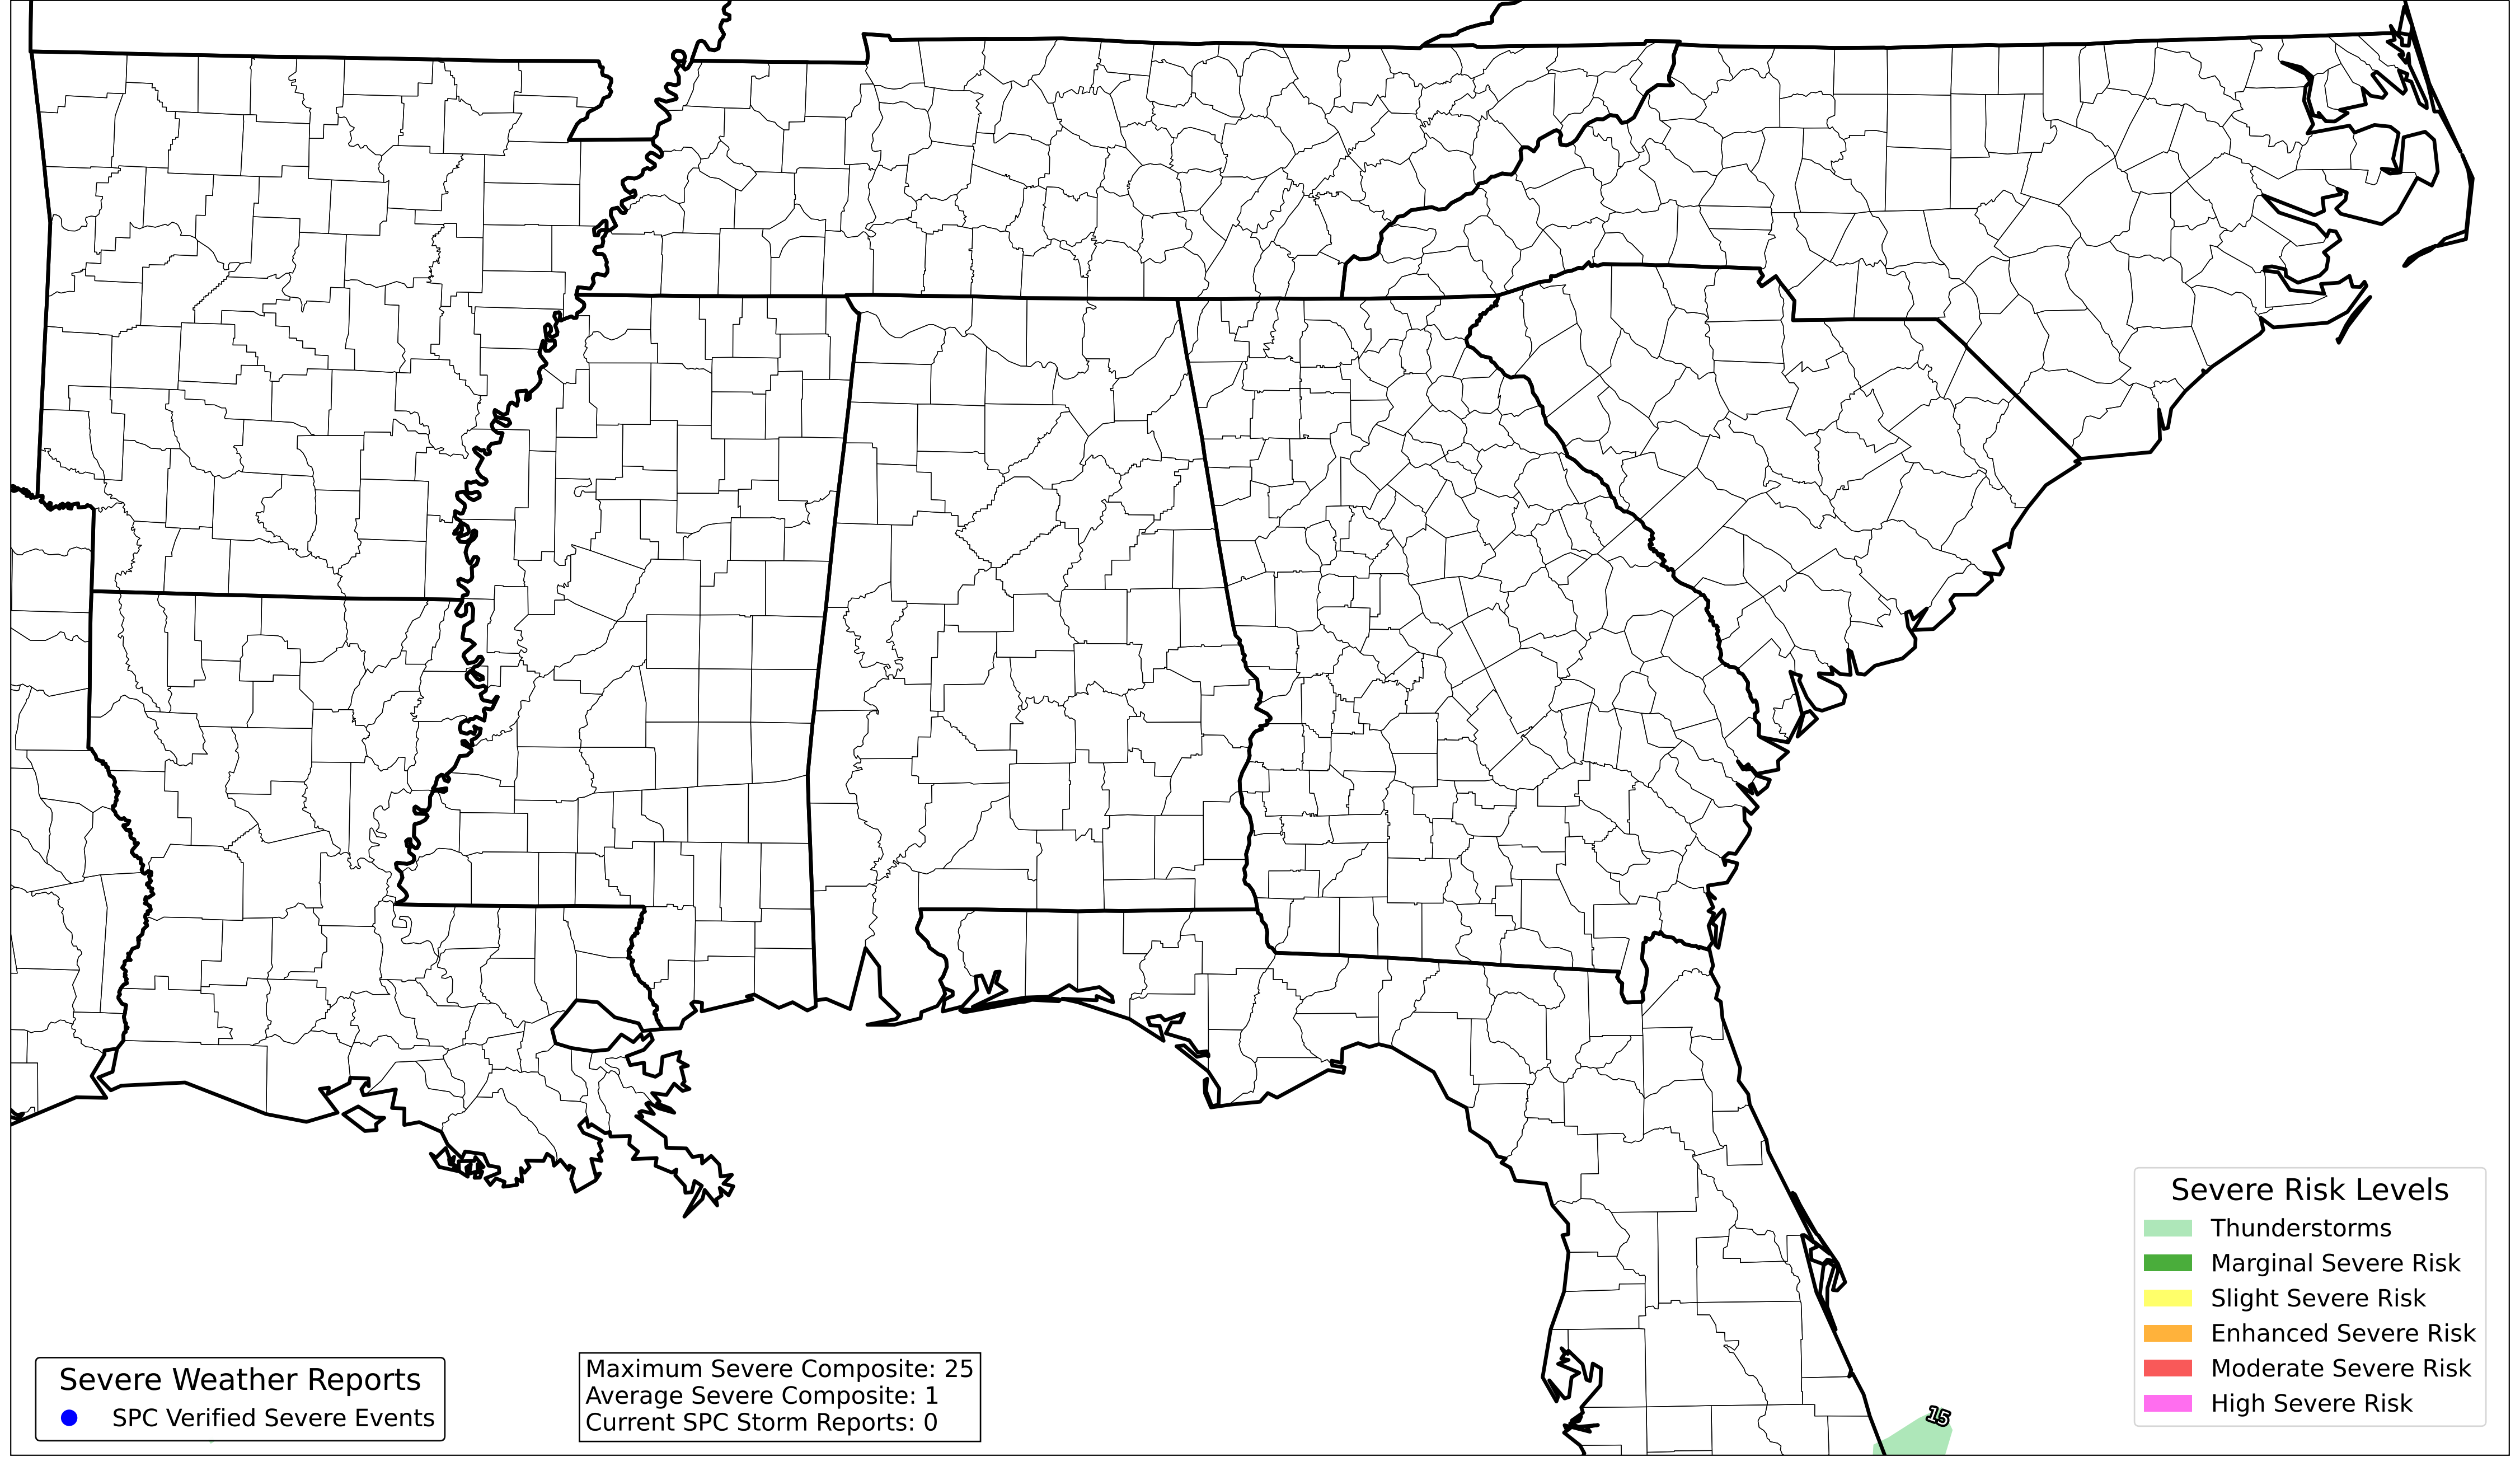 Severe Risk Levels
Thunderstorms
Marginal Severe Risk
Slight Severe Risk
Enhanced Severe Risk
Moderate Severe Risk
High Severe Risk
Severe Weather Reports
SPC Verified Severe Events
Maximum Severe Composite: 25
Average Severe Composite: 1
Current SPC Storm Reports: 0
15